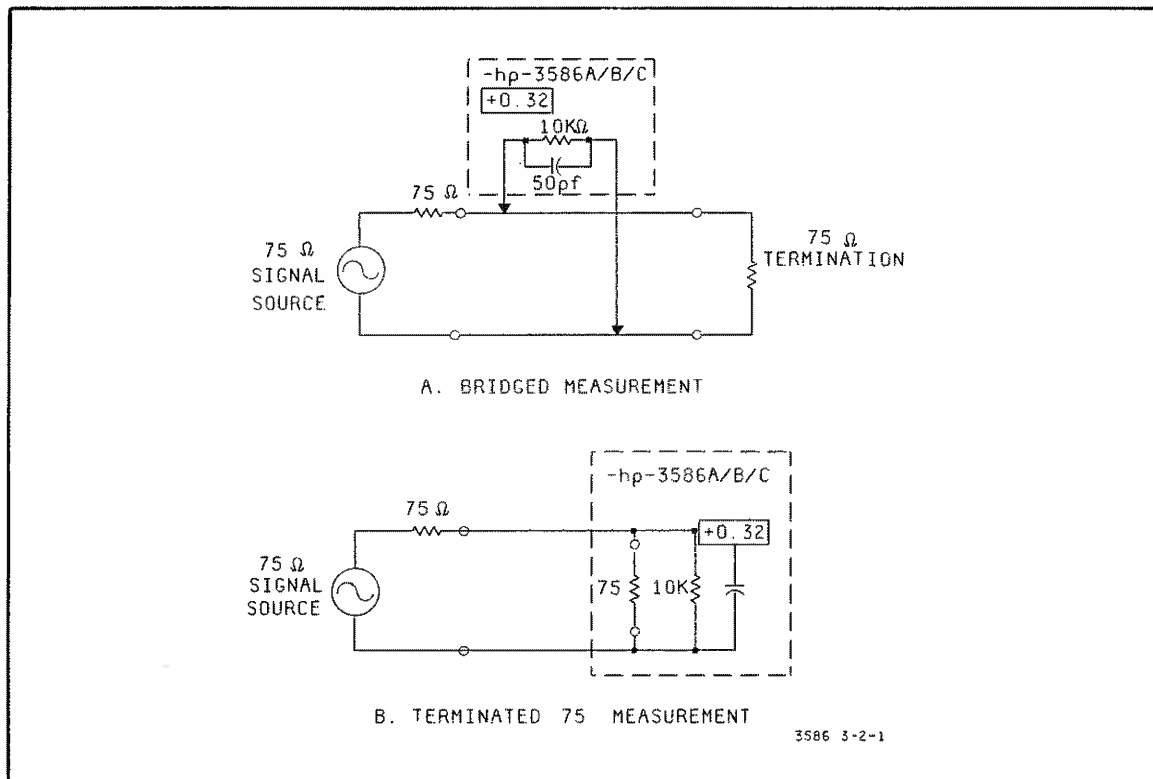 -hp-3586A/B/C
+0.32
10KΩ
50pf
75 Ω
75 Ω
SIGNAL
SOURCE
75 Ω
TERMINATION
A. BRIDGED MEASUREMENT
-hp-3586A/B/C
75 Ω
+0.32
75 Ω
SIGNAL
SOURCE
75
10K
B. TERMINATED 75 MEASUREMENT
3586 3-2-1